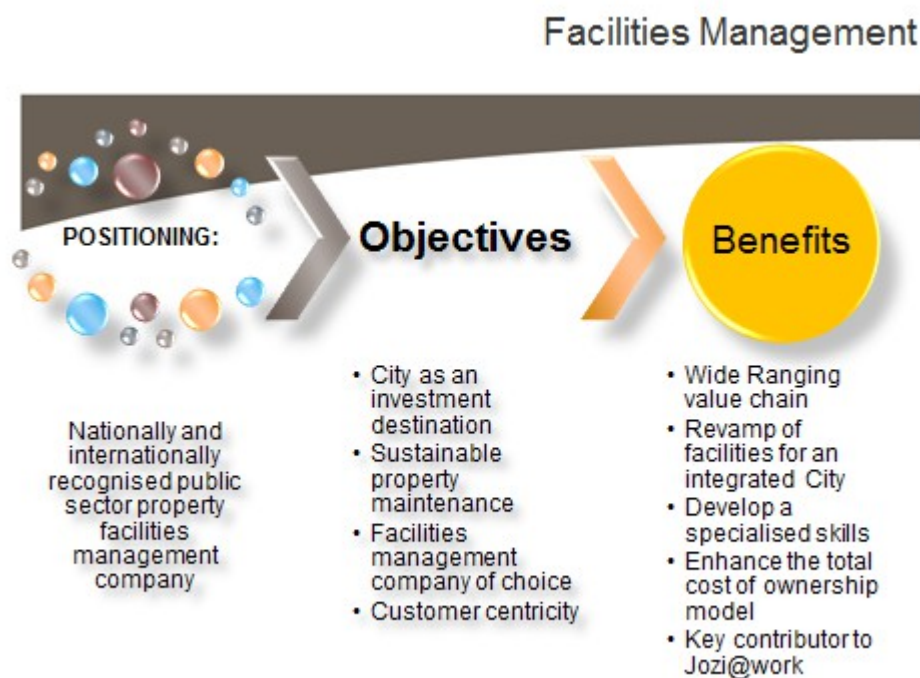 Facilities Management
POSITIONING:
Nationally and
internationally
recognised public
sector property
facilities
management
company
Objectives
• City as an
investment
destination
• Sustainable
property
maintenance
• Facilities
management
company of choice
• Customer centricity
Benefits
• Wide Ranging
value chain
• Revamp of
facilities for an
integrated City
• Develop a
specialised skills
• Enhance the total
cost of ownership
model
• Key contributor to
Jozi@work